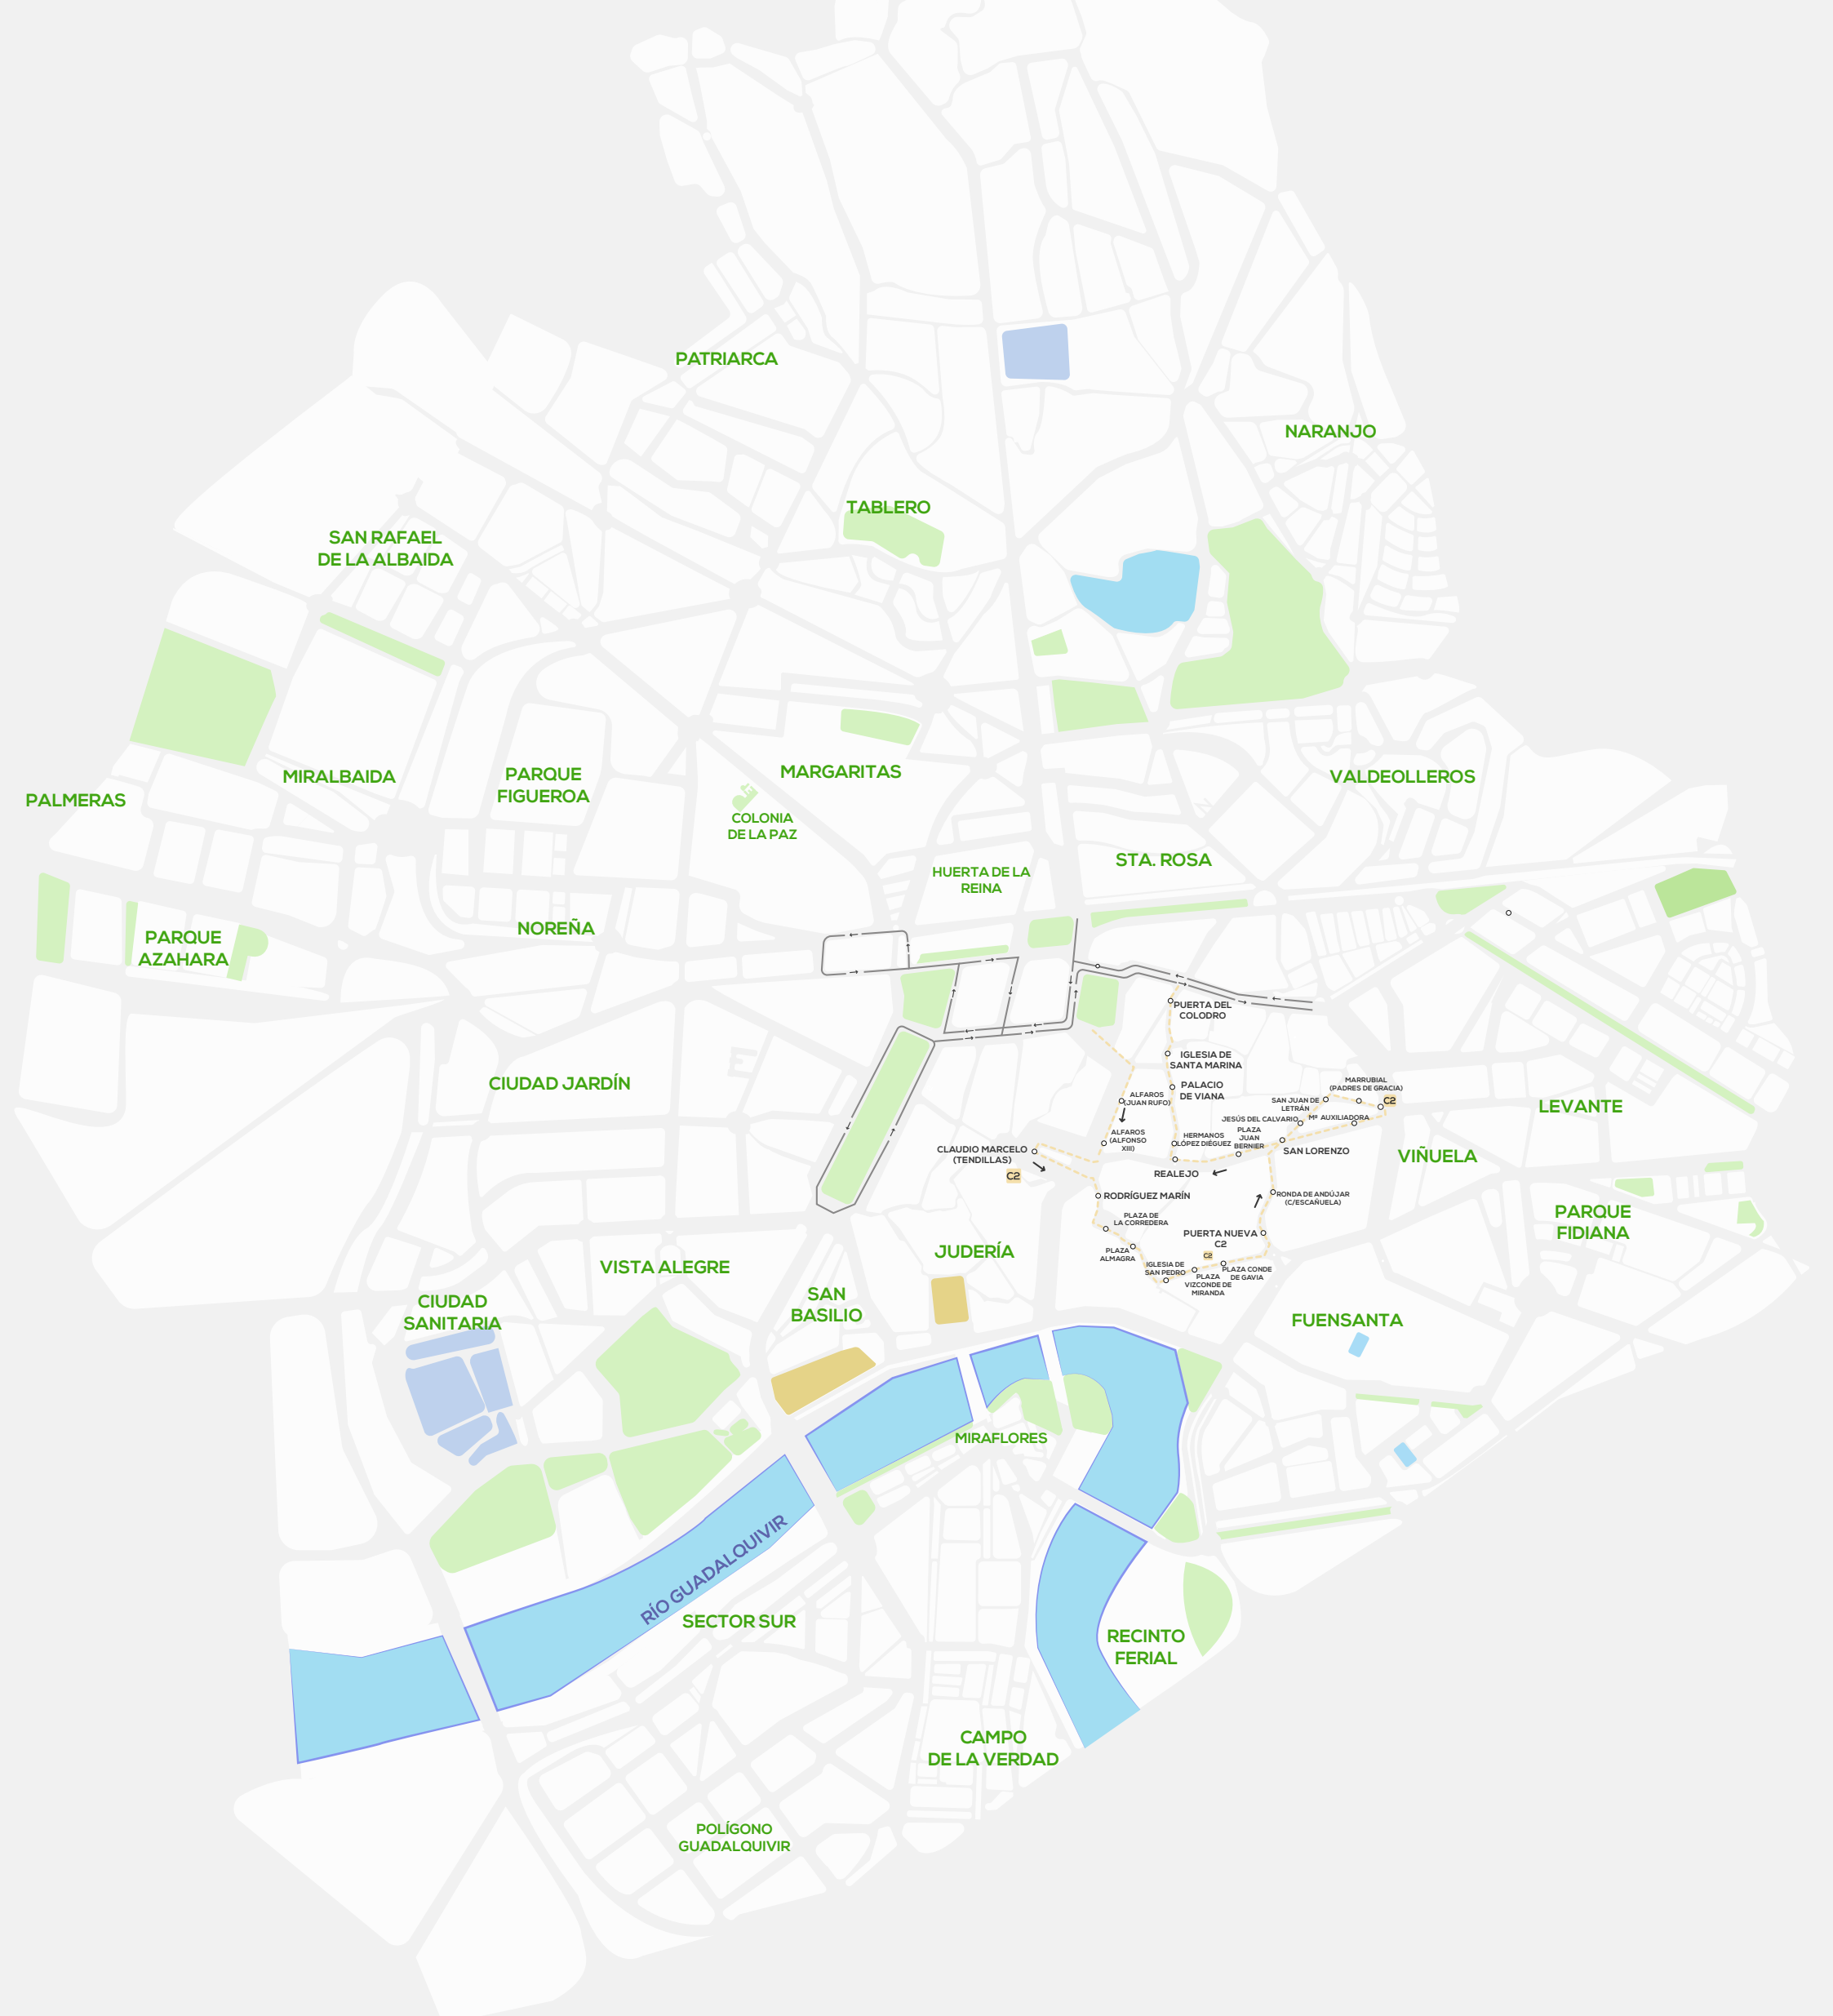 PATRIARCA
NARANJO
TABLERO
SAN RAFAEL
DE LA ALBAIDA
MARGARITAS
PARQUE
FIGUEROA
MIRALBAIDA
VALDEOLLEROS
PALMERAS
COLONIA
DE LA PAZ
STA. ROSA
HUERTA DE LA
REINA
NOREÑA
PARQUE
AZAHARA
PUERTA DEL
COLODRO
IGLESIA DE
SANTA MARINA
CIUDAD JARDÍN
PALACIO
DE VIANA
MARRUBIAL
(PADRES DE GRACIA)
ALFAROS
(JUAN RUFO)
SAN JUAN DE
LETRÁN
C2
LEVANTE
JESÚS DEL CALVARIO
Mª AUXILIADORA
ALFAROS
(ALFONSO
XIII)
HERMANOS
LÓPEZ DIÉGUEZ
PLAZA
JUAN
BERNIER
CLAUDIO MARCELO
(TENDILLAS)
SAN LORENZO
VIÑUELA
C2
REALEJO
RODRÍGUEZ MARÍN
RONDA DE ANDÚJAR
(C/ESCAÑUELA)
PLAZA DE
LA CORREDERA
PARQUE
FIDIANA
PUERTA NUEVA
C2
JUDERÍA
PLAZA
ALMAGRA
C2
IGLESIA DE
SAN PEDRO
PLAZA CONDE
DE GAVIA
PLAZA
VIZCONDE DE
MIRANDA
VISTA ALEGRE
SAN
BASILIO
CIUDAD
SANITARIA
FUENSANTA
MIRAFLORES
RÍO GUADALQUIVIR
SECTOR SUR
RECINTO
FERIAL
CAMPO
DE LA VERDAD
POLÍGONO
GUADALQUIVIR